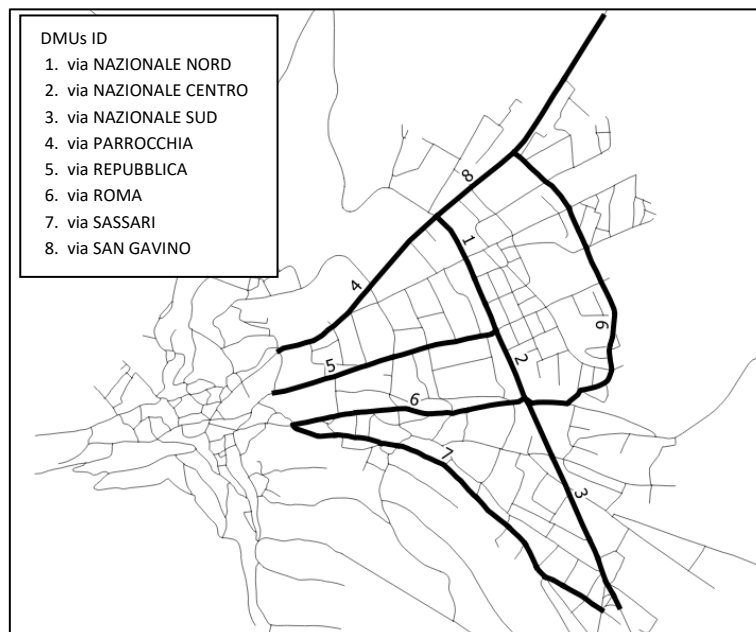 DMUs ID
1. via NAZIONALE NORD
2. via NAZIONALE CENTRO
3. via NAZIONALE SUD
4. via PARROCCHIA
5. via REPUBBLICA
6. via ROMA
7. via SASSARI
8. via SAN GAVINO
8
1
4
6
5
2
6
7
3